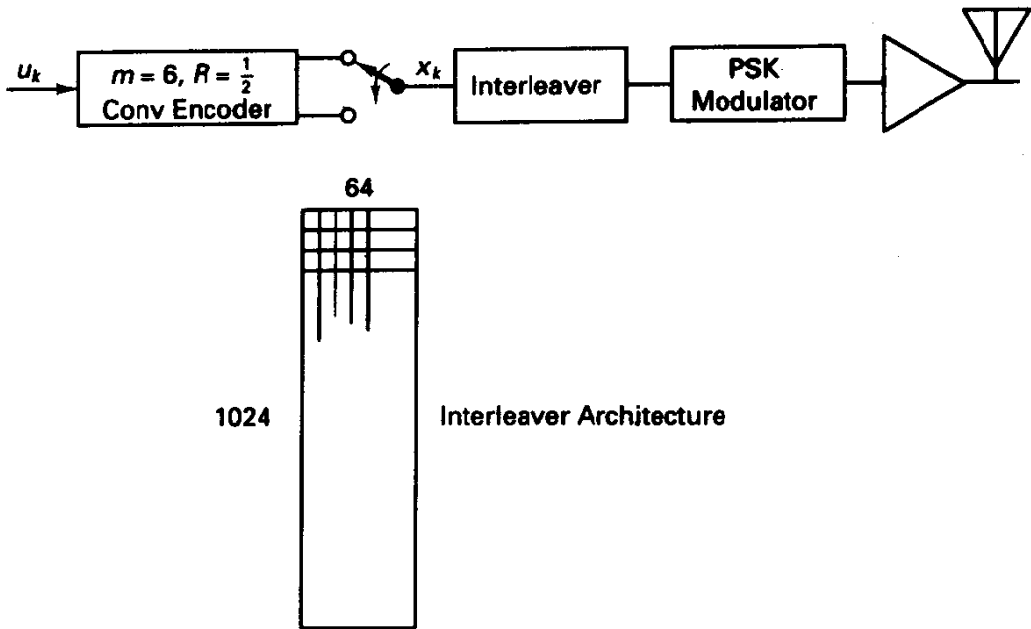 u_k
m = 6, R = 1/2
Conv Encoder
x_k
Interleaver
PSK
Modulator
64
1024
Interleaver Architecture